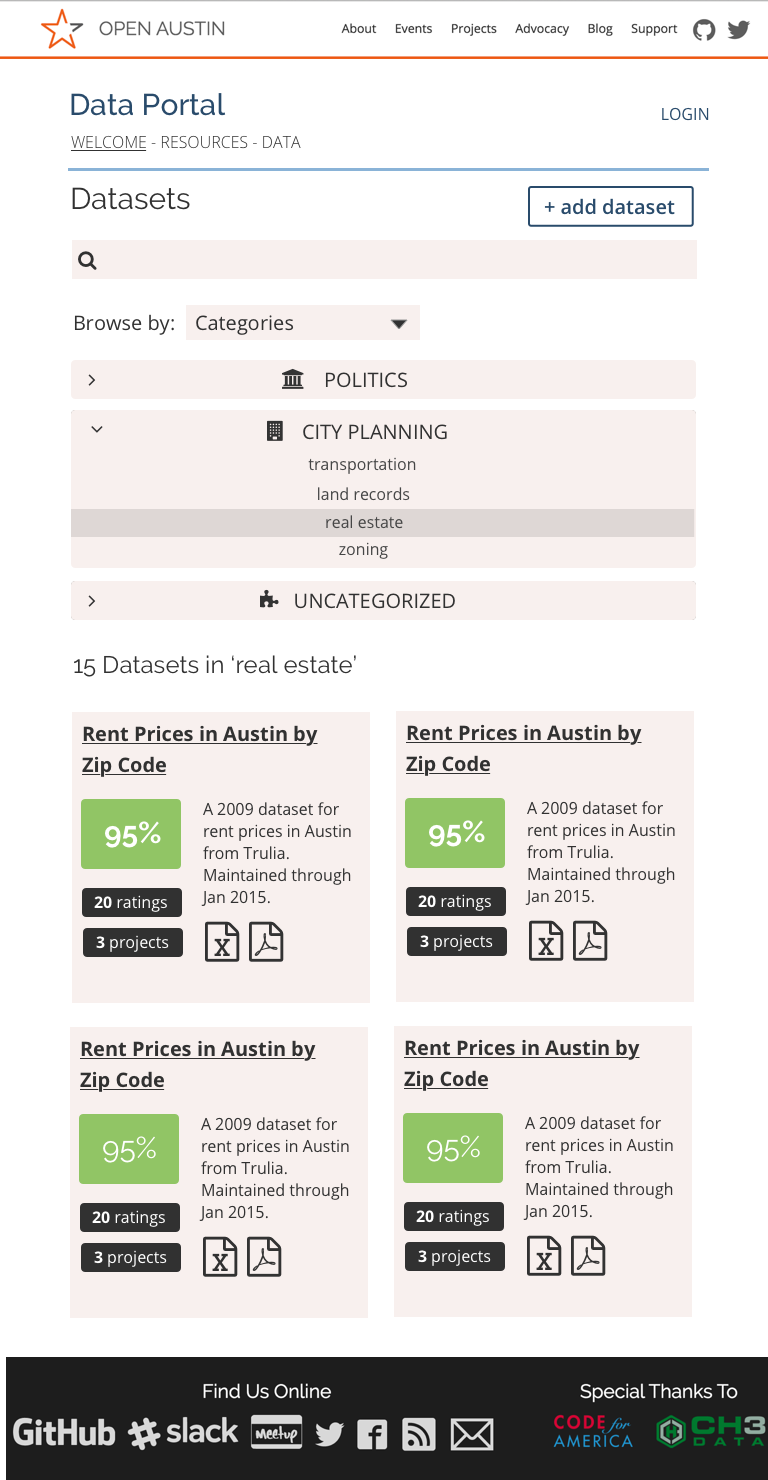 OPEN AUSTIN
About Events Projects Advocacy Blog Support
Data Portal
LOGIN
WELCOME - RESOURCES - DATA
Datasets
+ add dataset
Browse by: Categories
POLITICS
CITY PLANNING
transportation
land records
real estate
zoning
UNCATEGORIZED
15 Datasets in ‘real estate’
Rent Prices in Austin by
Zip Code
95%
A 2009 dataset for
rent prices in Austin
from Trulia.
Maintained through
Jan 2015.
20 ratings
3 projects
X
Rent Prices in Austin by
Zip Code
95%
A 2009 dataset for
rent prices in Austin
from Trulia.
Maintained through
Jan 2015.
20 ratings
3 projects
X
Rent Prices in Austin by
Zip Code
95%
A 2009 dataset for
rent prices in Austin
from Trulia.
Maintained through
Jan 2015.
20 ratings
3 projects
X
Rent Prices in Austin by
Zip Code
95%
A 2009 dataset for
rent prices in Austin
from Trulia.
Maintained through
Jan 2015.
20 ratings
3 projects
X
Find Us Online
GitHub slack Meetup
Special Thanks To
CODE for
AMERICA
CH3
DATA